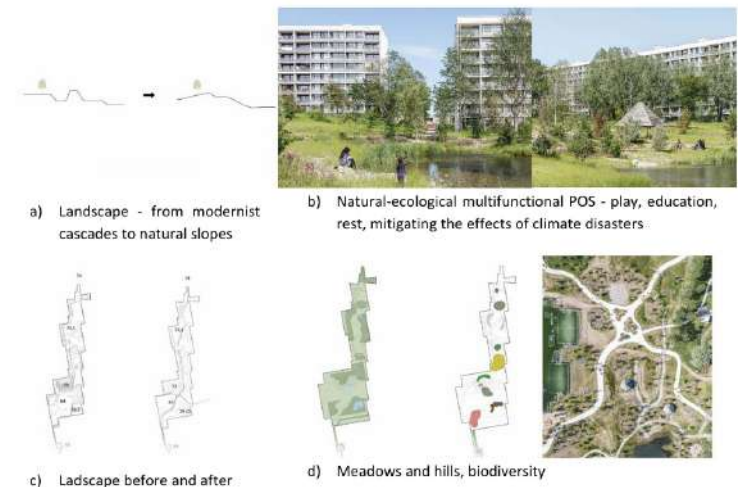 a) Landscape - from modernist
cascades to natural slopes
b) Natural-ecological multifunctional POS - play, education,
rest, mitigating the effects of climate disasters
c) Ladscape before and after
d) Meadows and hills, biodiversity